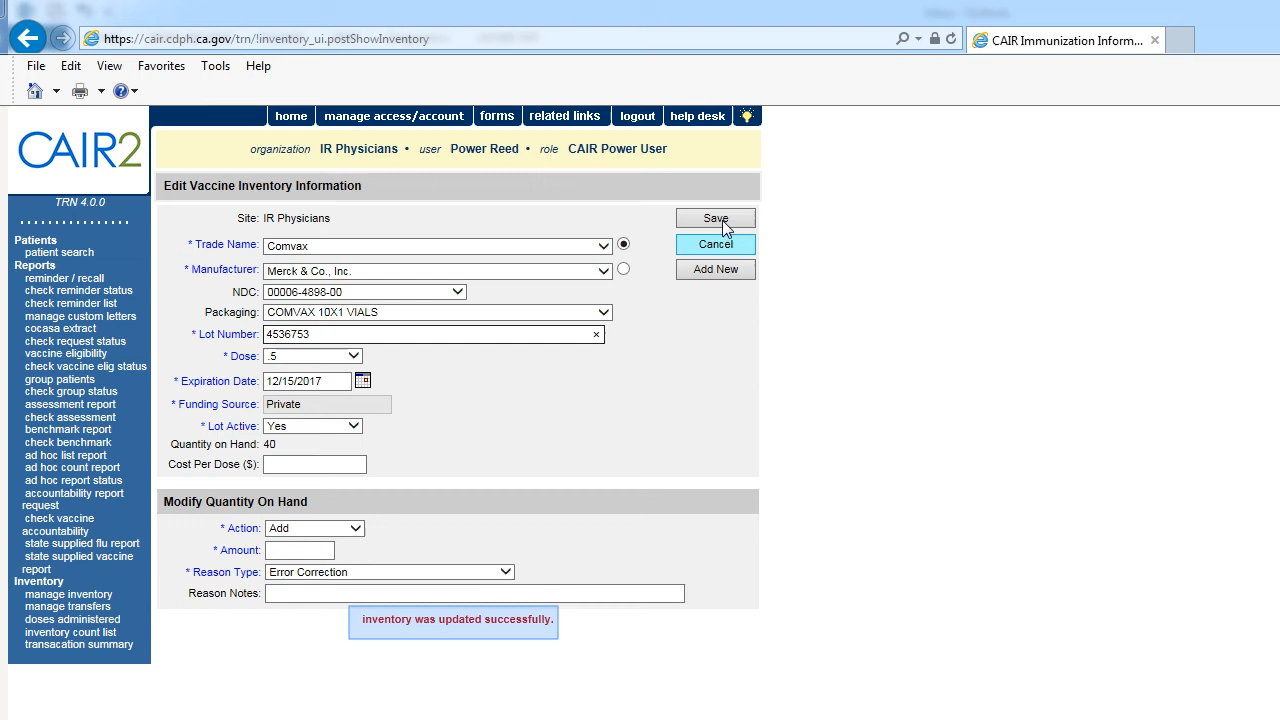 https://cair.cdph.ca.gov/trn/!inventory_ui.postShowInventory
CAIR Immunization Inform...
File Edit View Favorites Tools Help
CAIR2
TRN 4.0.0
home manage access/account forms related links logout help desk
organization IR Physicians • user Power Reed • role CAIR Power User
Patients
patient search
Reports
reminder / recall
check reminder status
check reminder list
manage custom letters
cocasa extract
check request status
vaccine eligibility
check vaccine elig status
group patients
check group status
assessment report
check assessment
benchmark report
check benchmark
ad hoc list report
ad hoc count report
ad hoc report status
accountability report
request
check vaccine
accountability
state supplied flu report
state supplied vaccine
report
Inventory
manage inventory
manage transfers
doses administered
inventory count list
transacation summary
Edit Vaccine Inventory Information
Site: IR Physicians
Save
* Trade Name: Comvax
Cancel
* Manufacturer: Merck & Co., Inc.
Add New
NDC: 00006-4898-00
Packaging: COMVAX 10X1 VIALS
* Lot Number: 4536753
* Dose: .5
* Expiration Date: 12/15/2017
* Funding Source: Private
* Lot Active: Yes
Quantity on Hand: 40
Cost Per Dose ($):
Modify Quantity On Hand
* Action: Add
* Amount:
* Reason Type: Error Correction
Reason Notes:
inventory was updated successfully.